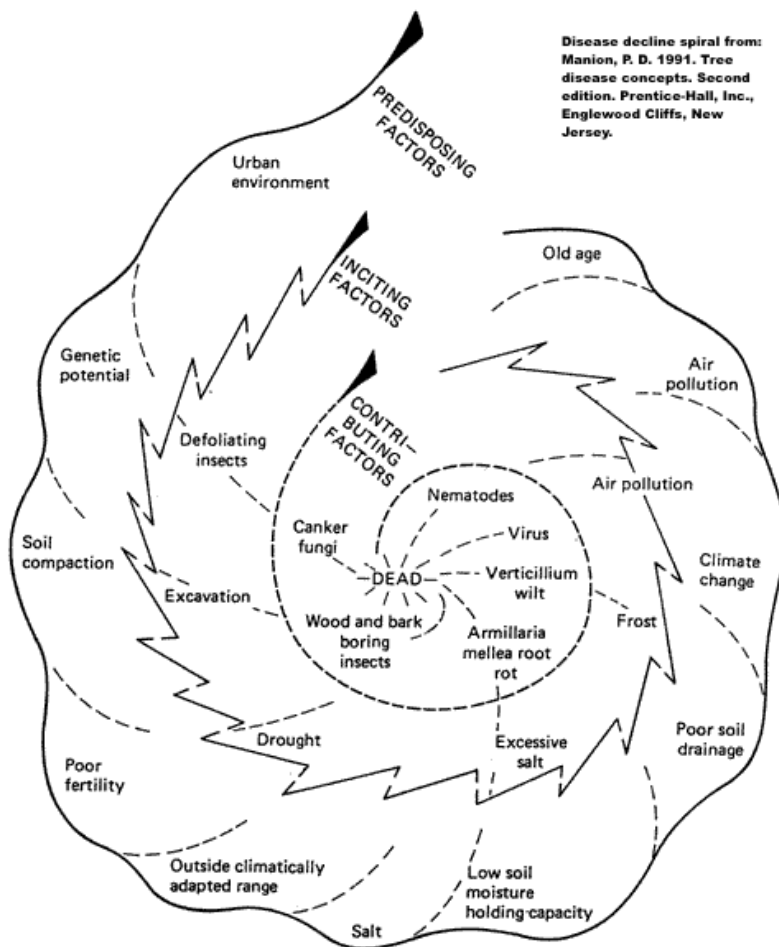 Disease decline spiral from:
Manion, P. D. 1991. Tree
disease concepts. Second
edition. Prentice-Hall, Inc.,
Englewood Cliffs, New
Jersey.
PREDISPOSING
FACTORS
Urban
environment
INCITING
FACTORS
Old age
Genetic
potential
Air
pollution
CONTRI–
BUTING
FACTORS
Defoliating
insects
Air pollution
Nematodes
Canker
fungi
Virus
Soil
compaction
DEAD
Verticillium
wilt
Climate
change
Excavation
Wood and bark
boring
insects
Armillaria
mellea root
rot
Frost
Drought
Excessive
salt
Poor soil
drainage
Poor
fertility
Outside climatically
adapted range
Low soil
moisture
holding-capacity
Salt